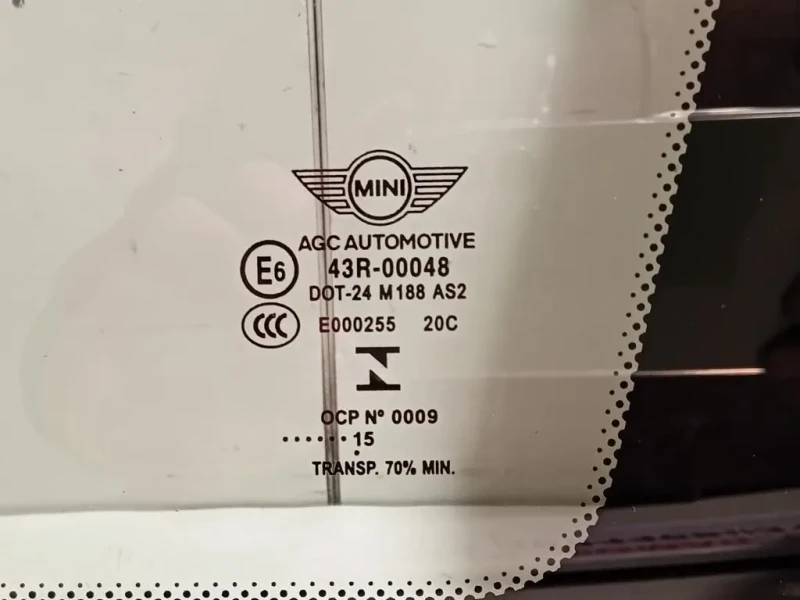 MINI
AGC AUTOMOTIVE
E6 43R-00048
DOT-24 M188 AS2
CCC E000255 20C
OCP Nº 0009
...... 15
.
TRANSP. 70% MIN.